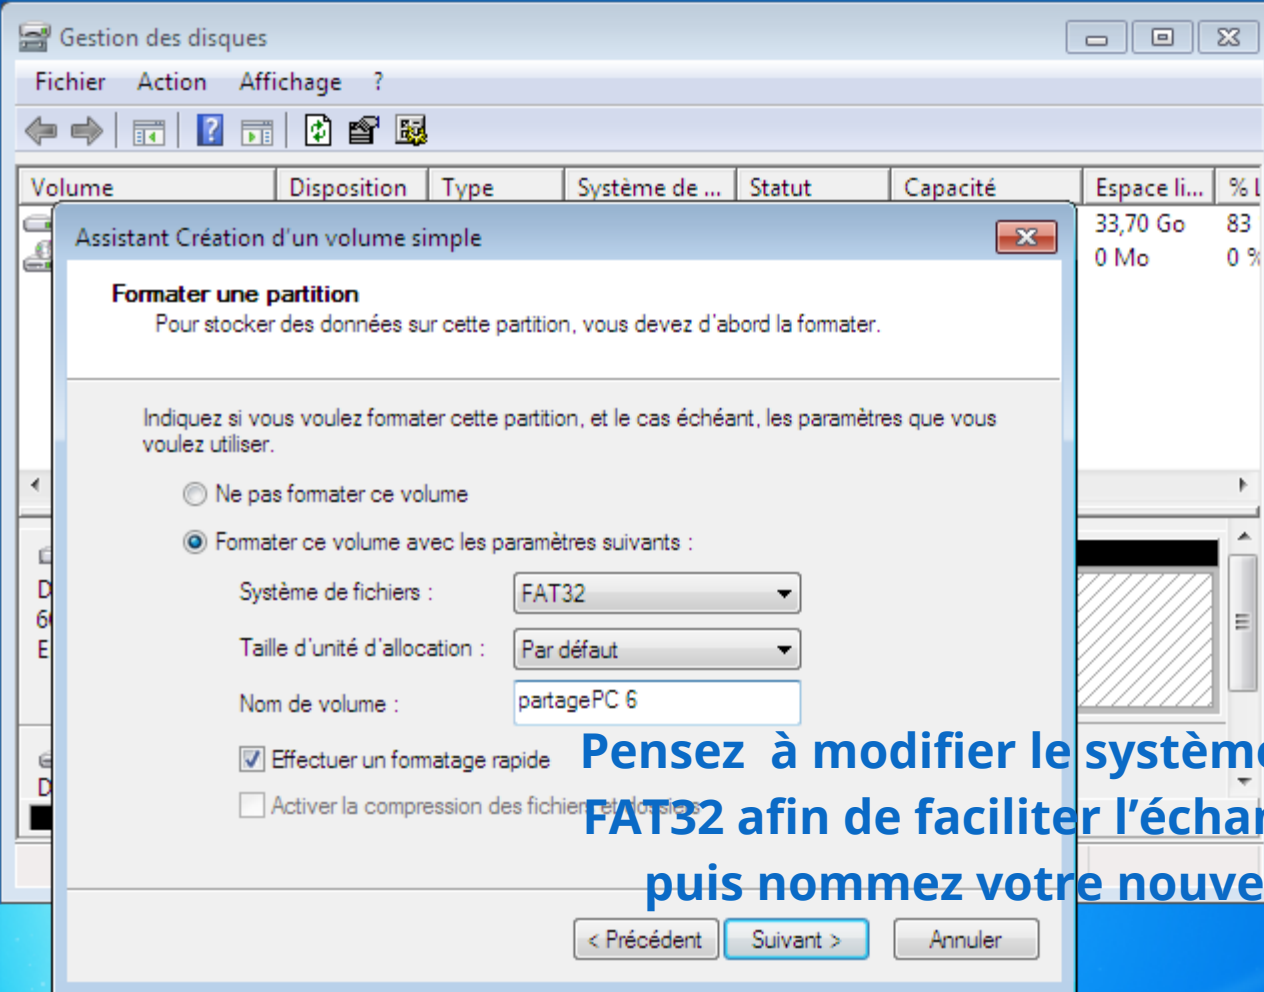 Gestion des disques
Fichier Action Affichage ?
Volume Disposition Type Système de ... Statut Capacité Espace li... % L
33,70 Go 83
0 Mo 0 %
Assistant Création d'un volume simple
Formater une partition
Pour stocker des données sur cette partition, vous devez d'abord la formater.
Indiquez si vous voulez formater cette partition, et le cas échéant, les paramètres que vous
voulez utiliser.
Ne pas formater ce volume
Formater ce volume avec les paramètres suivants :
Système de fichiers : FAT32
Taille d'unité d'allocation : Par défaut
Nom de volume : partagePC 6
Effectuer un formatage rapide
Activer la compression des fichiers et dossiers
Pensez à modifier le système
FAT32 afin de faciliter l’échan
puis nommez votre nouve
< Précédent Suivant > Annuler
D
6
E
D